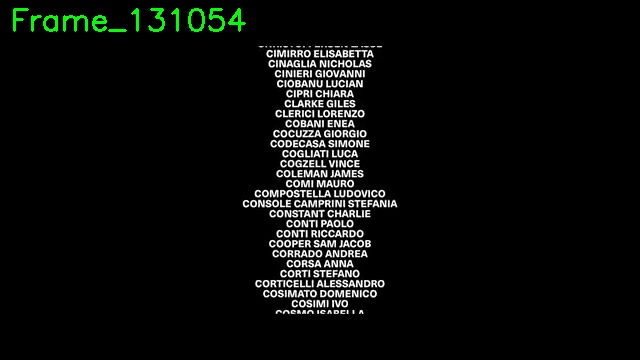 Frame_131054
CIMIRRO ELISABETTA
CINAGLIA NICHOLAS
CINIERI GIOVANNI
CIOBANU LUCIAN
CIPRI CHIARA
CLARKE GILES
CLERICI LORENZO
COBANI ENEA
COCUZZA GIORGIO
CODECASA SIMONE
COGLIATI LUCA
COGZELL VINCE
COLEMAN JAMES
COMI MAURO
COMPOSTELLA LUDOVICO
CONSOLE CAMPRINI STEFANIA
CONSTANT CHARLIE
CONTI PAOLO
CONTI RICCARDO
COOPER SAM JACOB
CORRADO ANDREA
CORSA ANNA
CORTI STEFANO
CORTICELLI ALESSANDRO
COSIMATO DOMENICO
COSIMI IVO
COSMO ISABELLA